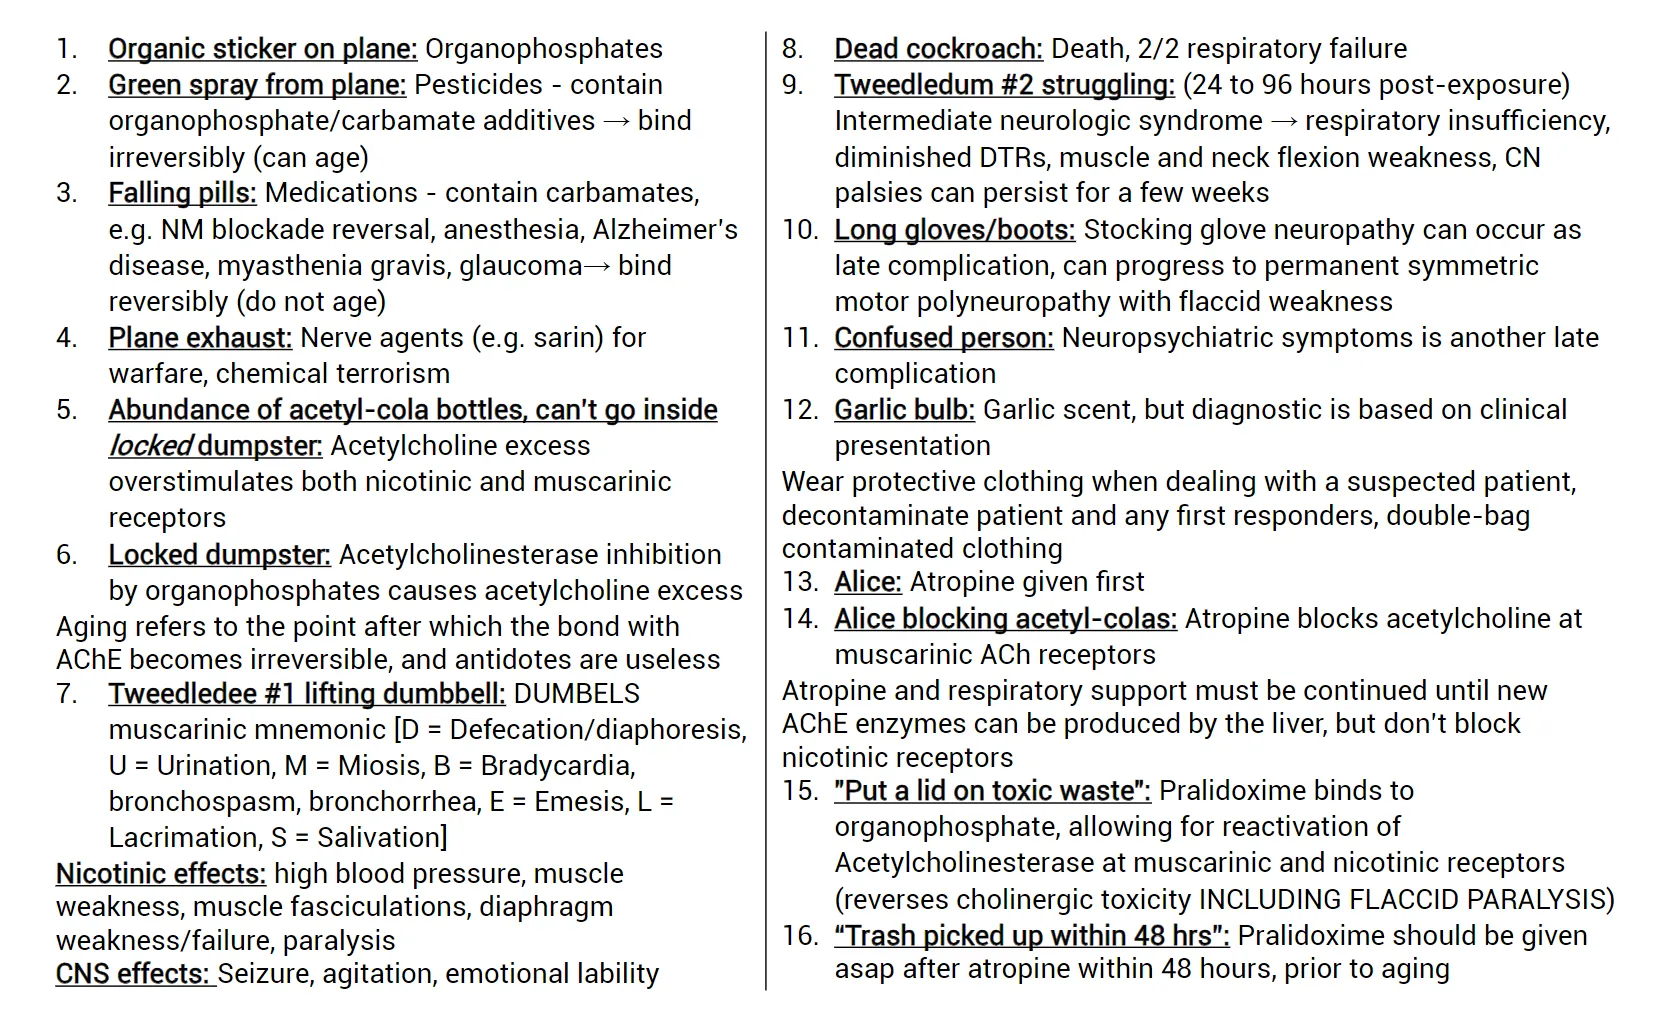 1. Organic sticker on plane: Organophosphates
2. Green spray from plane: Pesticides - contain
organophosphate/carbamate additives → bind
irreversibly (can age)
3. Falling pills: Medications - contain carbamates,
e.g. NM blockade reversal, anesthesia, Alzheimer's
disease, myasthenia gravis, glaucoma→ bind
reversibly (do not age)
4. Plane exhaust: Nerve agents (e.g. sarin) for
warfare, chemical terrorism
5. Abundance of acetyl-cola bottles, can't go inside
locked dumpster: Acetylcholine excess
overstimulates both nicotinic and muscarinic
receptors
6. Locked dumpster: Acetylcholinesterase inhibition
by organophosphates causes acetylcholine excess
Aging refers to the point after which the bond with
AChE becomes irreversible, and antidotes are useless
7. Tweedledee #1 lifting dumbbell: DUMBELS
muscarinic mnemonic [D = Defecation/diaphoresis,
U = Urination, M = Miosis, B = Bradycardia,
bronchospasm, bronchorrhea, E = Emesis, L =
Lacrimation, S = Salivation]
Nicotinic effects: high blood pressure, muscle
weakness, muscle fasciculations, diaphragm
weakness/failure, paralysis
CNS effects: Seizure, agitation, emotional lability
8. Dead cockroach: Death, 2/2 respiratory failure
9. Tweedledum #2 struggling: (24 to 96 hours post-exposure)
Intermediate neurologic syndrome → respiratory insufficiency,
diminished DTRs, muscle and neck flexion weakness, CN
palsies can persist for a few weeks
10. Long gloves/boots: Stocking glove neuropathy can occur as
late complication, can progress to permanent symmetric
motor polyneuropathy with flaccid weakness
11. Confused person: Neuropsychiatric symptoms is another late
complication
12. Garlic bulb: Garlic scent, but diagnostic is based on clinical
presentation
Wear protective clothing when dealing with a suspected patient,
decontaminate patient and any first responders, double-bag
contaminated clothing
13. Alice: Atropine given first
14. Alice blocking acetyl-colas: Atropine blocks acetylcholine at
muscarinic ACh receptors
Atropine and respiratory support must be continued until new
AChE enzymes can be produced by the liver, but don't block
nicotinic receptors
15. "Put a lid on toxic waste": Pralidoxime binds to
organophosphate, allowing for reactivation of
Acetylcholinesterase at muscarinic and nicotinic receptors
(reverses cholinergic toxicity INCLUDING FLACCID PARALYSIS)
16. “Trash picked up within 48 hrs”: Pralidoxime should be given
asap after atropine within 48 hours, prior to aging